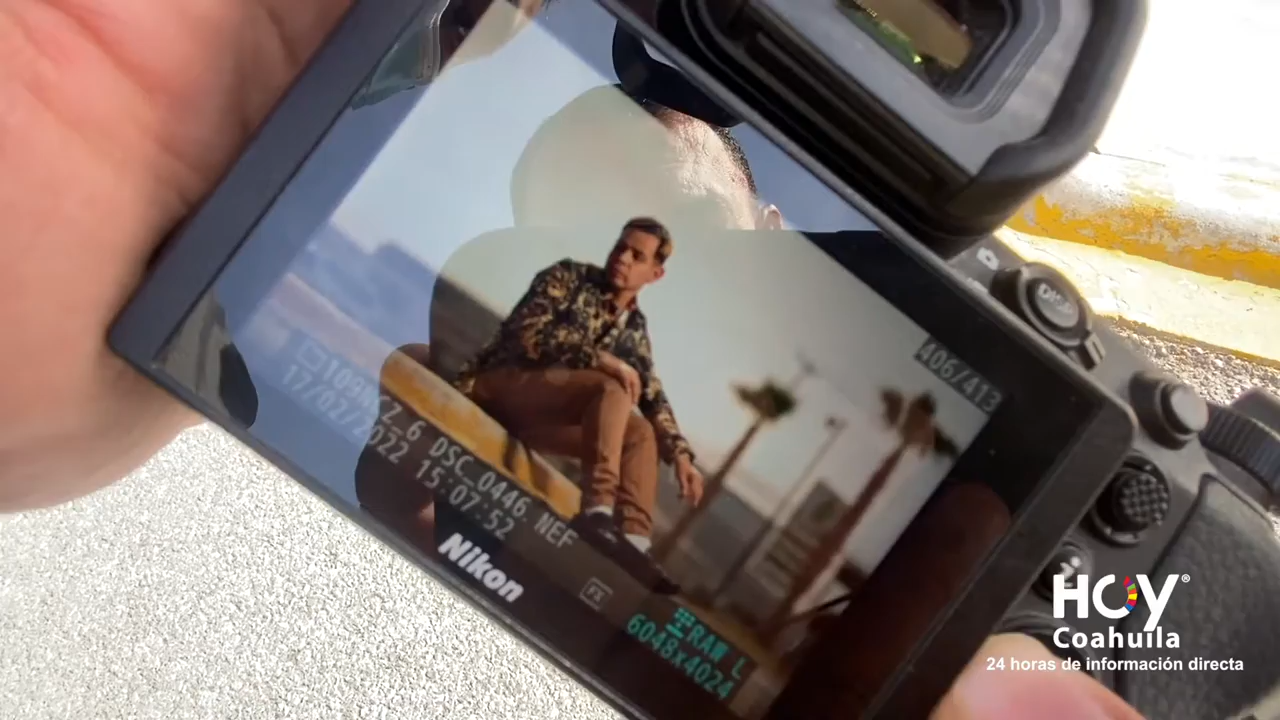 406/413
109NCZ_6 DSC_0446.NEF
17/02/2022 15:07:52
Nikon
FX
RAW L
6048x4024
DISP
i
HOY®
Coahuila
24 horas de información directa